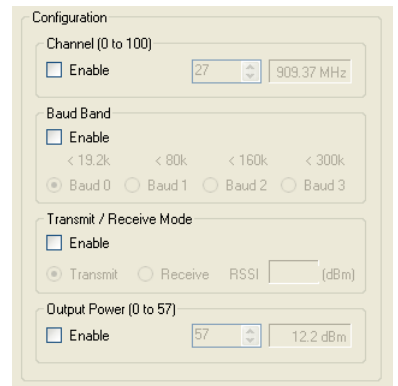 Configuration
Channel (0 to 100)
Enable 27 909.37 MHz
Baud Band
Enable
< 19.2k < 80k < 160k < 300k
Baud 0 Baud 1 Baud 2 Baud 3
Transmit / Receive Mode
Enable
Transmit Receive RSSI (dBm)
Output Power (0 to 57)
Enable 57 12.2 dBm